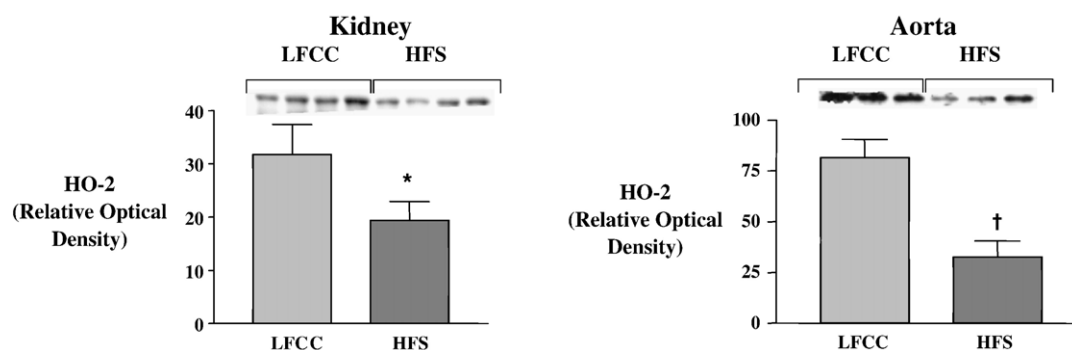 Kidney
LFCC HFS
40
30
20
10
0
HO-2
(Relative Optical
Density)
*
LFCC HFS
Aorta
LFCC HFS
100
75
50
25
0
HO-2
(Relative Optical
Density)
†
LFCC HFS